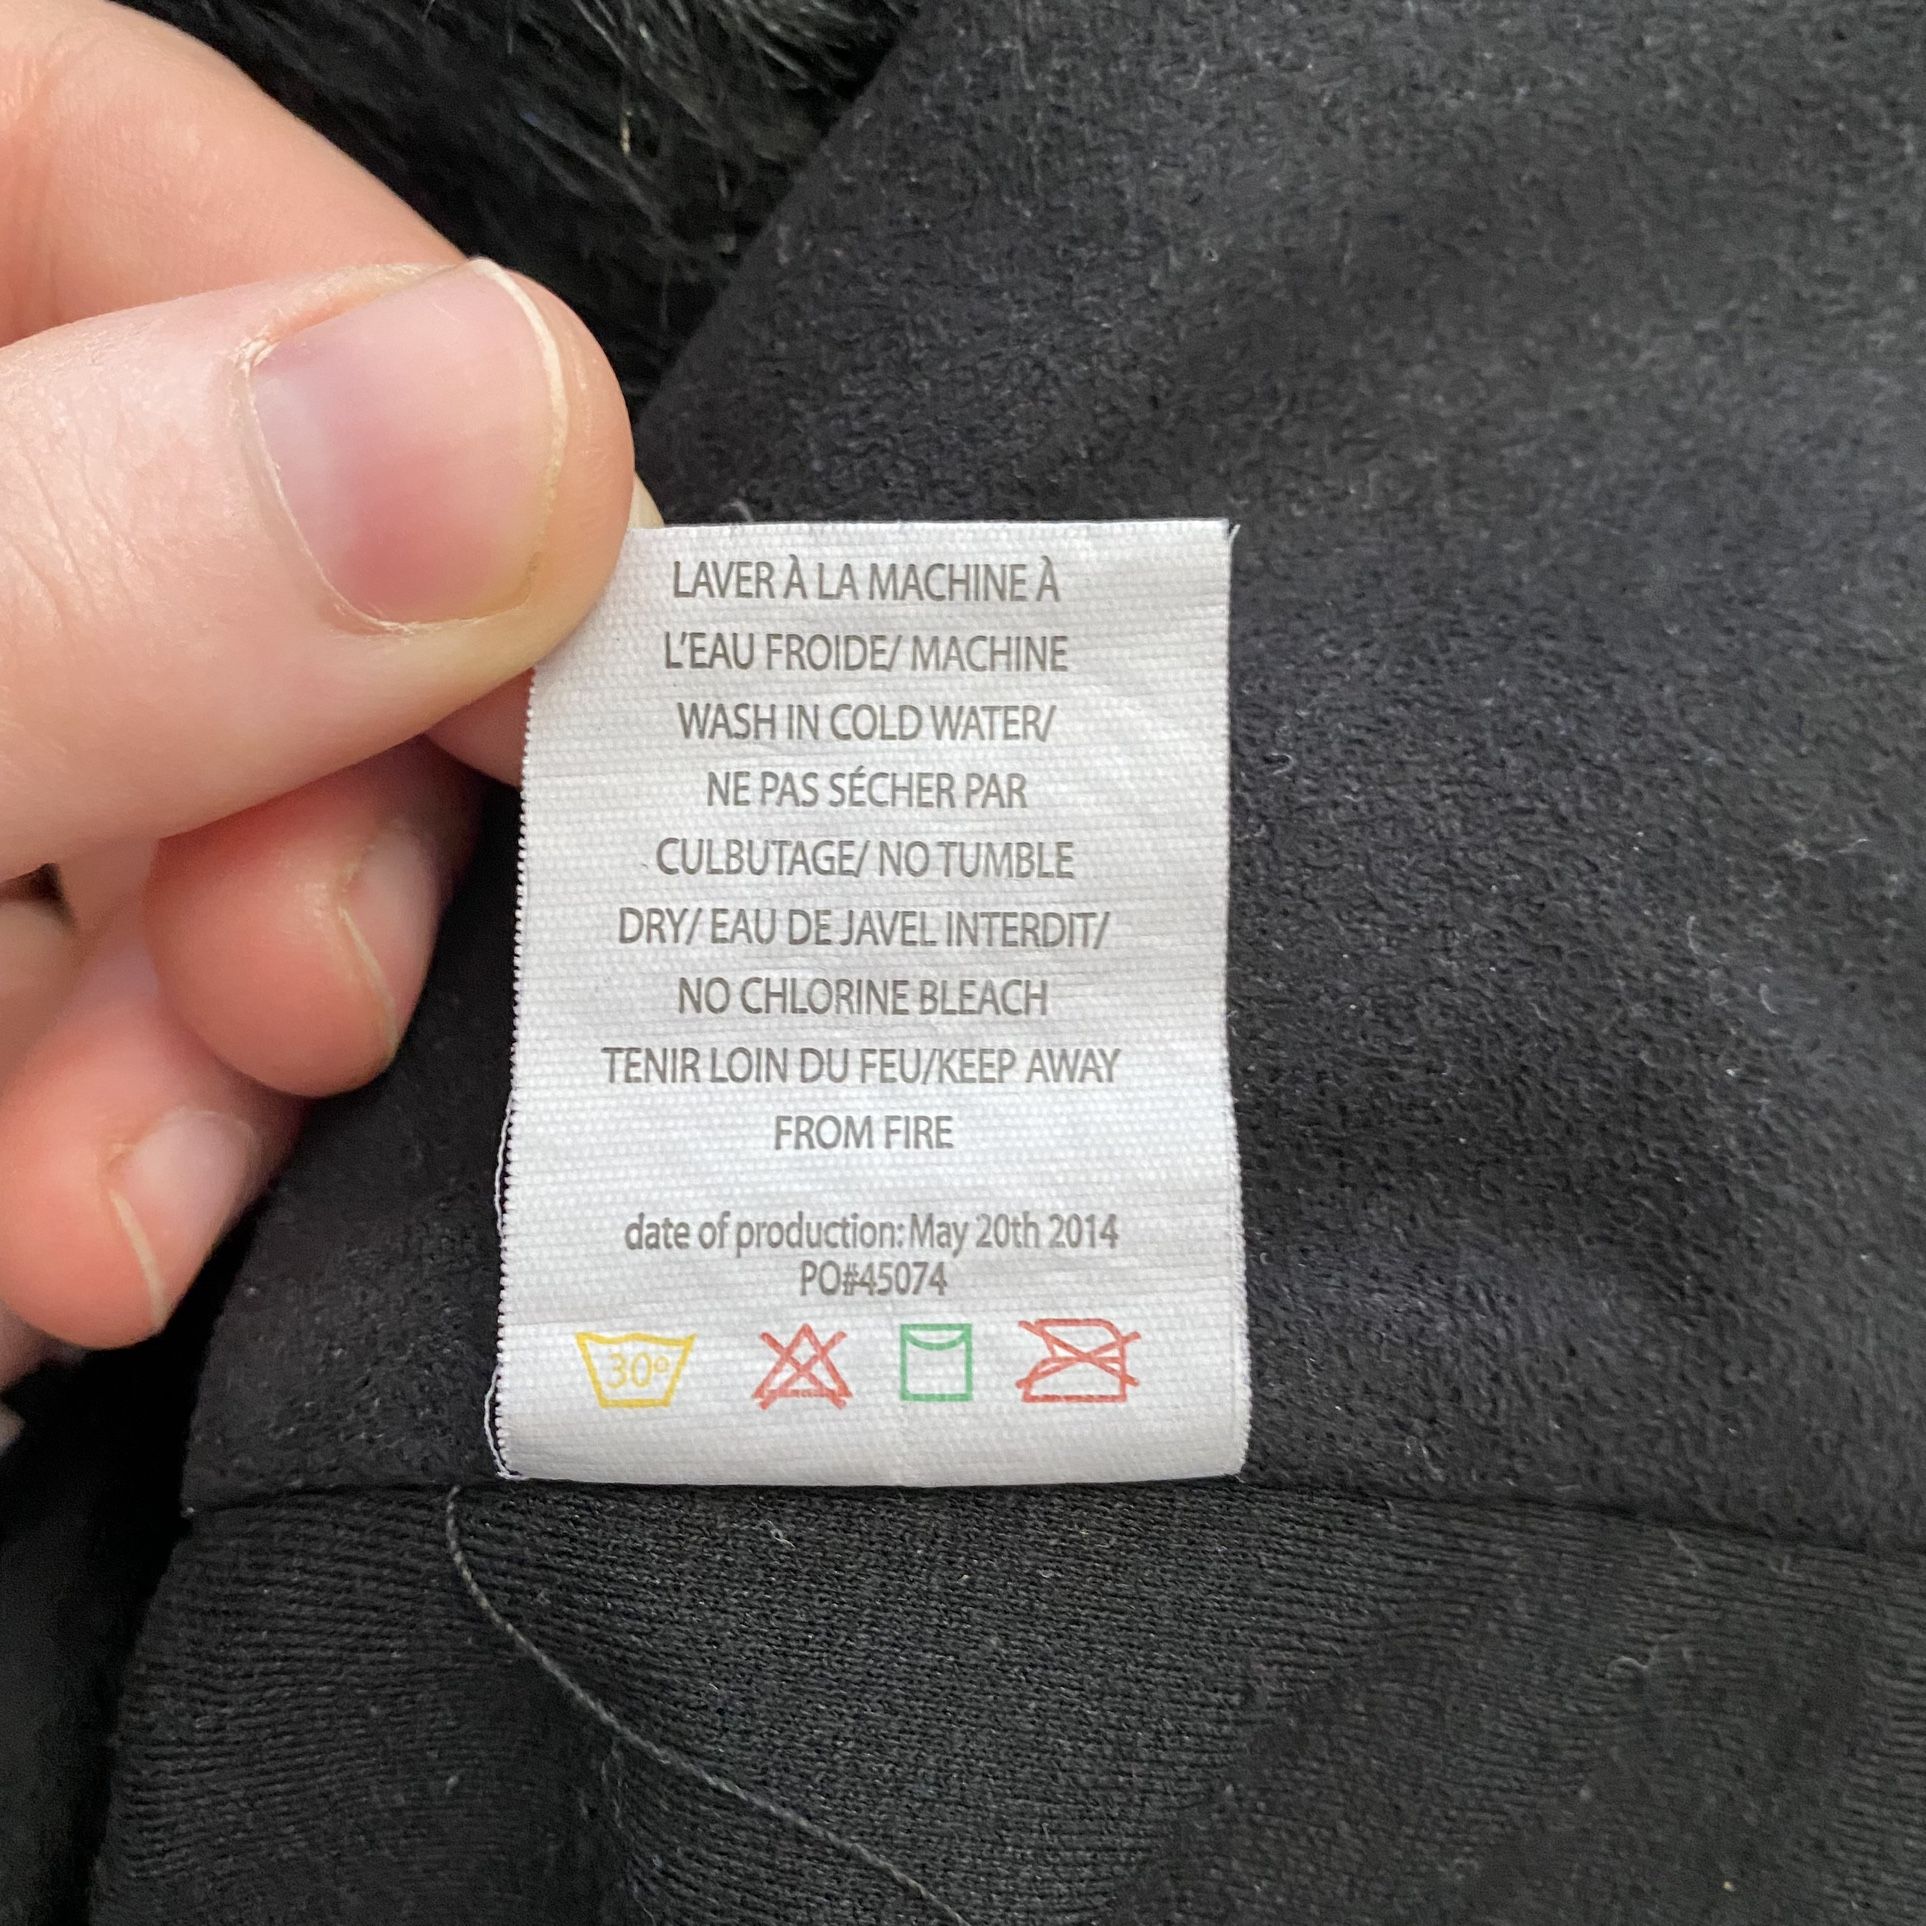 LAVER À LA MACHINE À
L'EAU FROIDE/ MACHINE
WASH IN COLD WATER/
NE PAS SÉCHER PAR
CULBUTAGE/ NO TUMBLE
DRY/ EAU DE JAVEL INTERDIT/
NO CHLORINE BLEACH
TENIR LOIN DU FEU/KEEP AWAY
FROM FIRE
date of production: May 20th 2014
PO#45074
30º